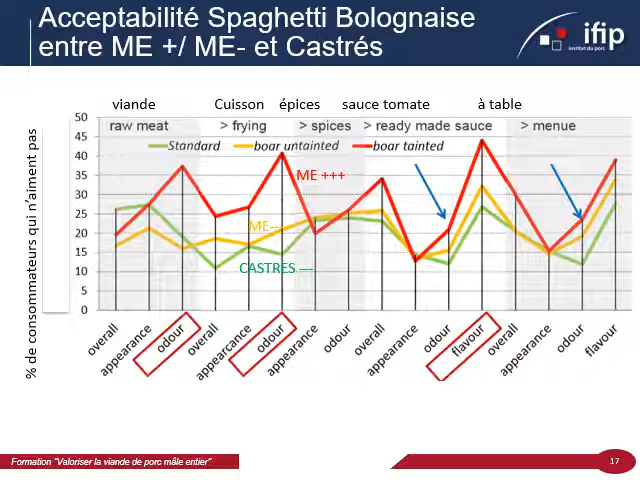 Acceptabilité Spaghetti Bolognaise
entre ME +/ ME- et Castrés
ifip
institut du porc
viande Cuisson épices sauce tomate à table
raw meat > frying > spices > ready made sauce > menue
Standard boar untainted boar tainted
ME +++
ME---
CASTRES ---
% de consommateurs qui n'aiment pas
50
45
40
35
30
25
20
15
10
5
0
overall
appearance
odour
overall
appearcance
odour
appearance
odour
overall
appearance
odour
flavour
overall
appearance
odour
flavour
Formation "Valoriser la viande de porc mâle entier"
17